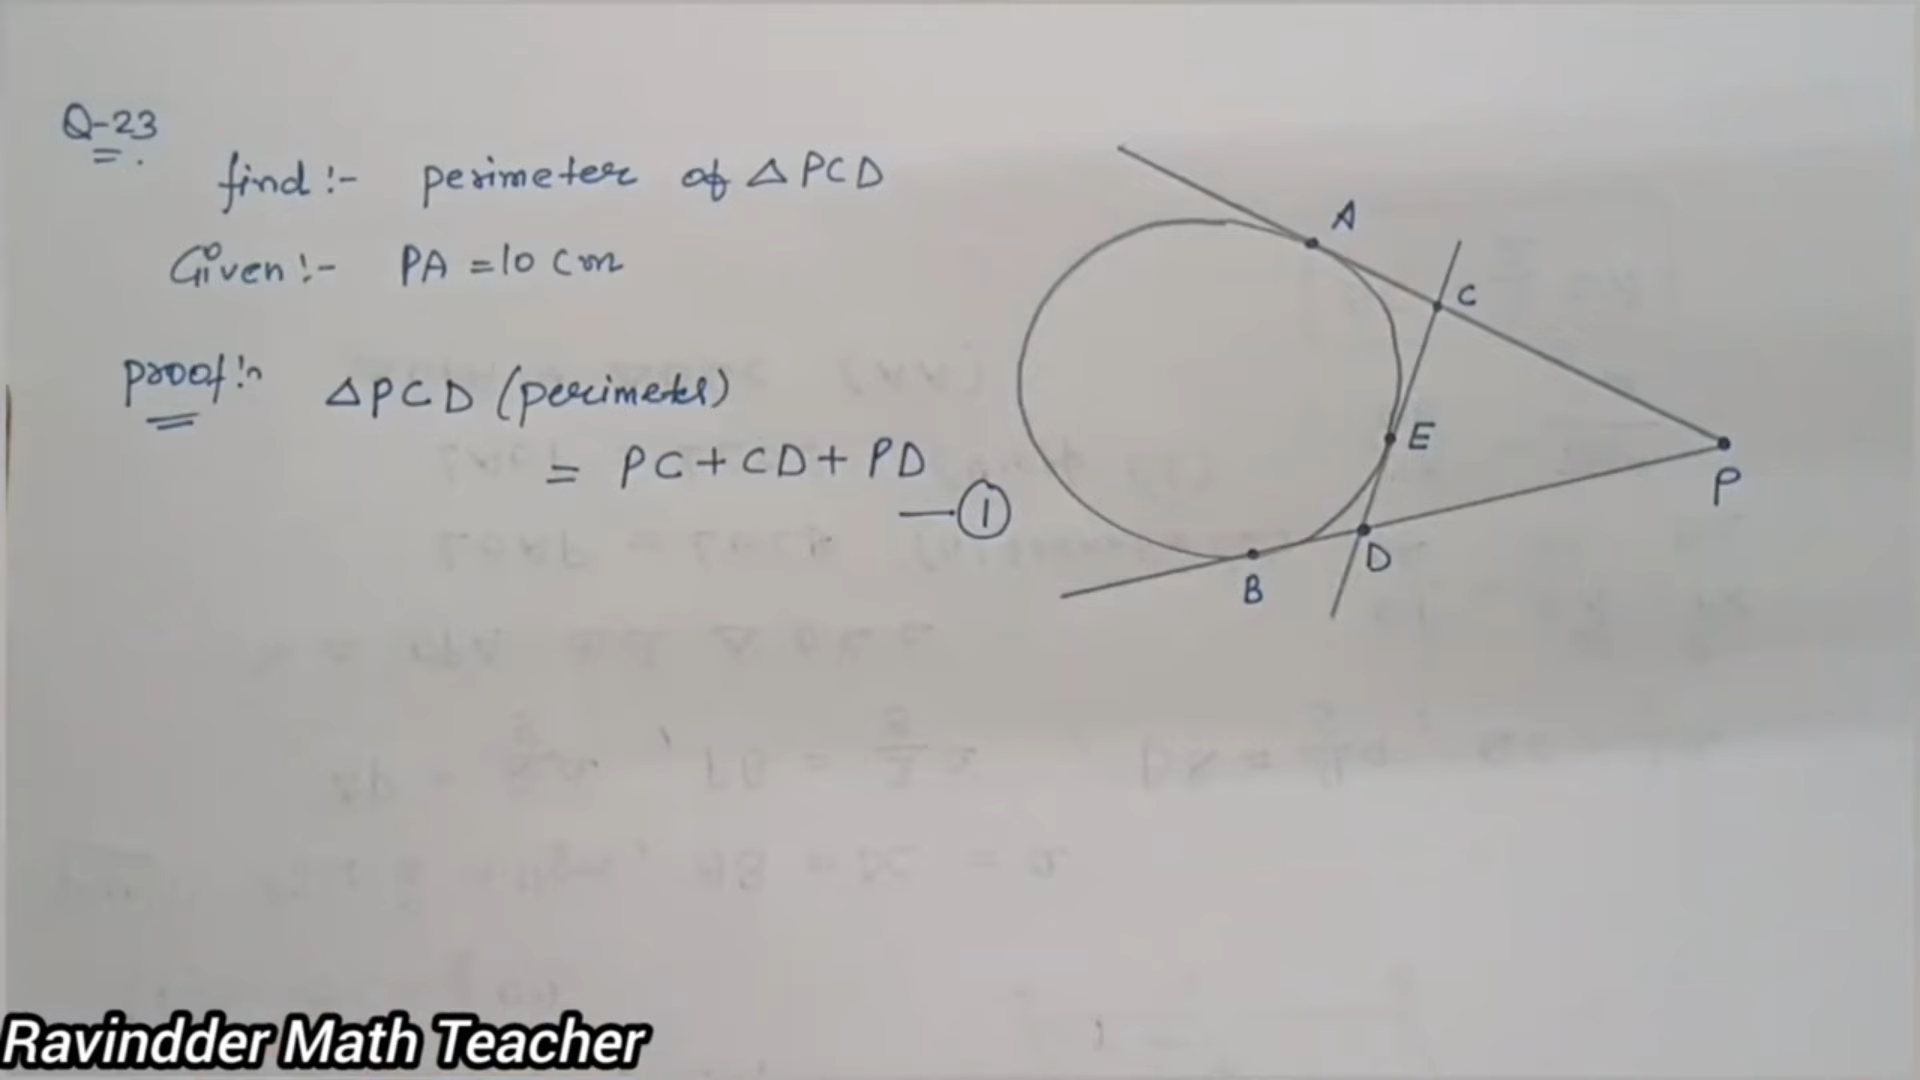 Q-23
find:- perimeter of △PCD
Given:- PA = 10 cm
proof:- △PCD (perimeter)
= PC + CD + PD
—①
A
C
E
P
D
B
Ravindder Math Teacher